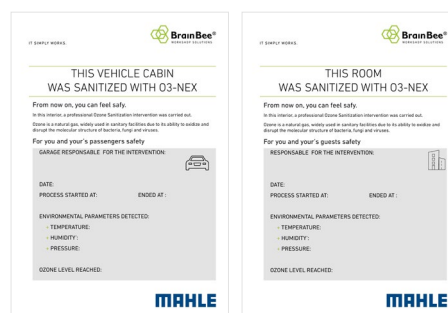 IT SIMPLY WORKS.
BrainBee®
WORKSHOP SOLUTIONS
THIS VEHICLE CABIN
WAS SANITIZED WITH O3-NEX
From now on, you can feel safy.
In this interior, a professional Ozone Sanitization intervention was carried out.
Ozone is a natural gas, widely used in sanitary facilities due to its ability to oxidise and
disrupt the molecular structure of bacteria, fungi and viruses.
For you and your's passengers safety
GARAGE RESPONSABLE FOR THE INTERVENTION:
DATE:
PROCESS STARTED AT: ENDED AT :
ENVIRONMENTAL PARAMETERS DETECTED:
- TEMPERATURE:
- HUMIDITY:
- PRESSURE:
OZONE LEVEL REACHED:
MAHLE
IT SIMPLY WORKS.
BrainBee®
WORKSHOP SOLUTIONS
THIS ROOM
WAS SANITIZED WITH O3-NEX
From now on, you can feel safy.
In this interior, a professional Ozone Sanitization intervention was carried out.
Ozone is a natural gas, widely used in sanitary facilities due to its ability to oxidise and
disrupt the molecular structure of bacteria, fungi and viruses.
For you and your's guests safety
RESPONSIBLE FOR THE INTERVENTION:
DATE:
PROCESS STARTED AT: ENDED AT :
ENVIRONMENTAL PARAMETERS DETECTED:
- TEMPERATURE:
- HUMIDITY:
- PRESSURE:
OZONE LEVEL REACHED:
MAHLE